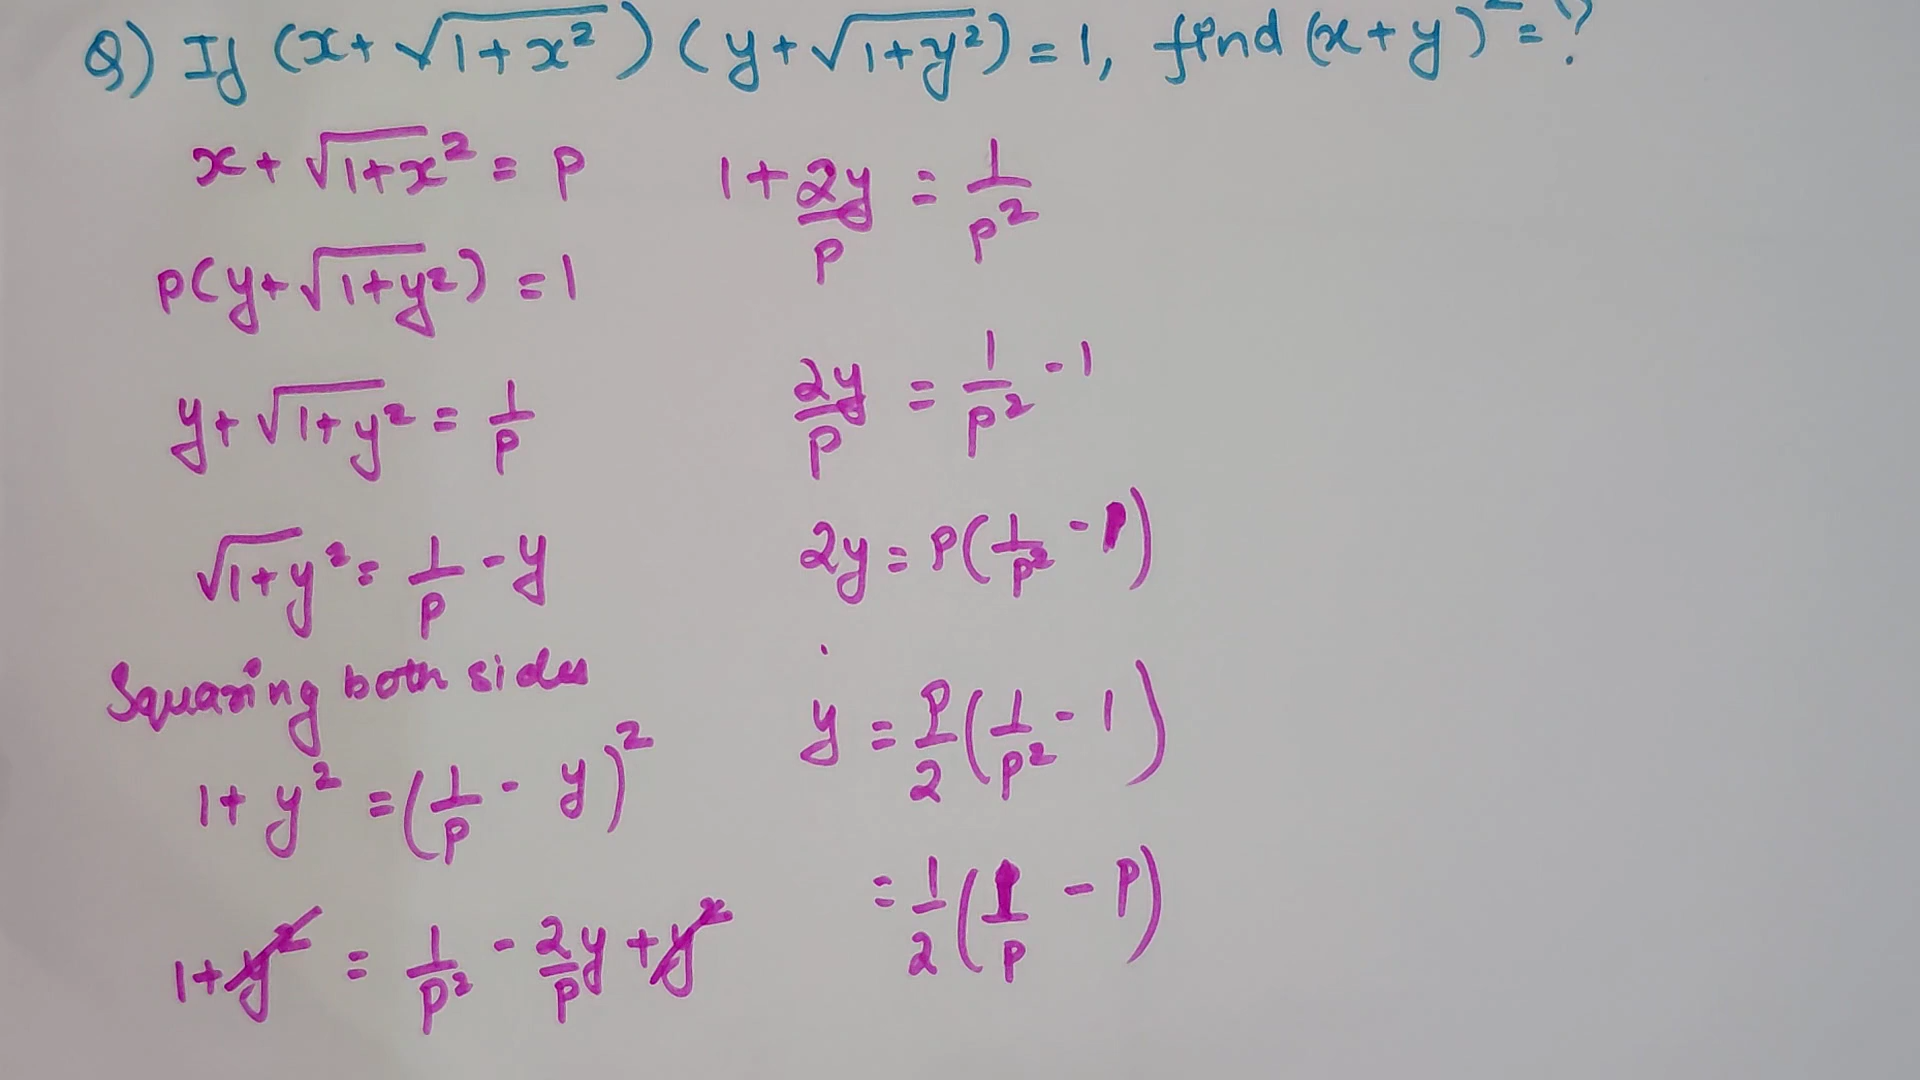 Q) If (x+√1+x²)(y+√1+y²)=1, find (x+y)²=?
x+√1+x²=p
p(y+√1+y²)=1
y+√1+y²=1/p
√1+y²=1/p-y
Squaring both sides
1+y²=(1/p-y)²
1+y²=1/p²-2/p y+y²
1+2y/p=1/p²
2y/p=1/p²-1
2y=p(1/p²-1)
y=p/2(1/p²-1)
=1/2(1/p-p)